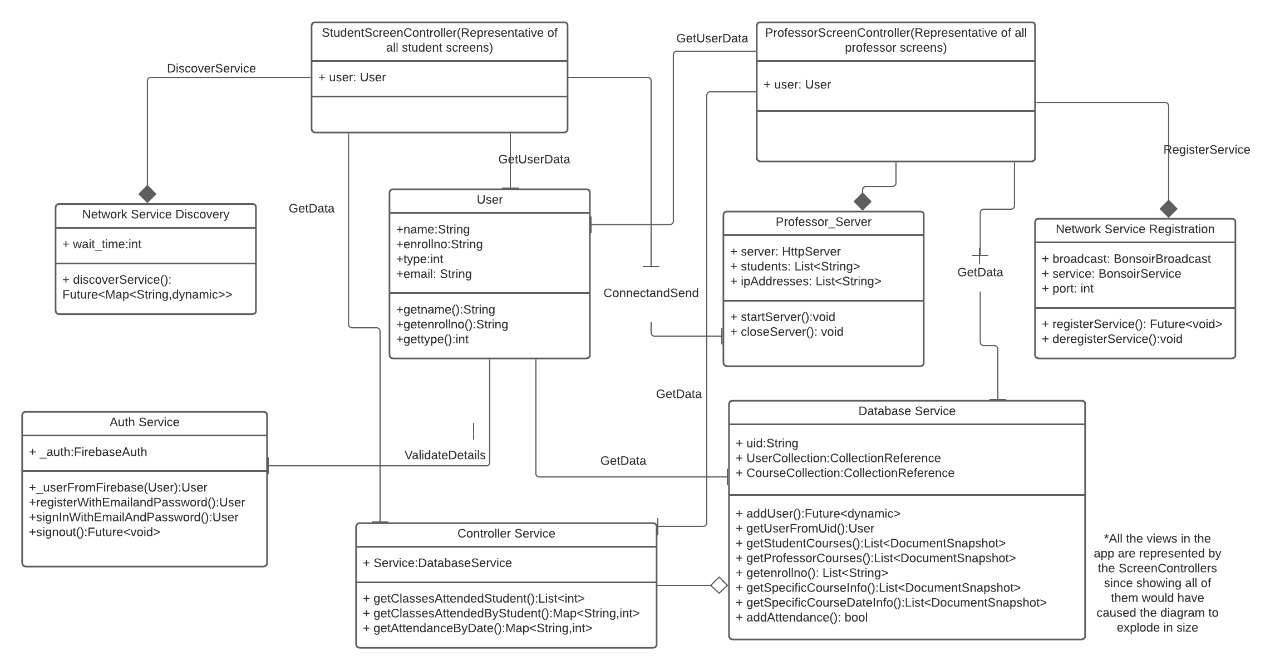 StudentScreenController(Representative of
all student screens)
+ user: User
ProfessorScreenController(Representative of all
professor screens)
+ user: User
GetUserData
DiscoverService
GetUserData
RegisterService
GetData
Network Service Discovery
+ wait_time:int
+ discoverService():
Future<Map<String,dynamic>>
User
+name:String
+enrollno:String
+type:int
+email: String
+getname():String
+getenrollno():String
+gettype():int
ConnectandSend
Professor_Server
+ server: HttpServer
+ students: List<String>
+ ipAddresses: List<String>
+ startServer():void
+ closeServer(): void
GetData
Network Service Registration
+ broadcast: BonsoirBroadcast
+ service: BonsoirService
+ port: int
+ registerService(): Future<void>
+ deregisterService():void
GetData
Auth Service
+ _auth:FirebaseAuth
+_userFromFirebase(User):User
+registerWithEmailandPassword():User
+signInWithEmailAndPassword():User
+signout():Future<void>
ValidateDetails
GetData
Controller Service
+ Service:DatabaseService
+ getClassesAttendedStudent():List<int>
+ getClassesAttendedByStudent():Map<String,int>
+ getAttendanceByDate():Map<String,int>
Database Service
+ uid:String
+ UserCollection:CollectionReference
+ CourseCollection:CollectionReference
+ addUser():Future<dynamic>
+ getUserFromUid():User
+ getStudentCourses():List<DocumentSnapshot>
+ getProfessorCourses():List<DocumentSnapshot>
+ getenrollno(): List<String>
+ getSpecificCourseInfo():List<DocumentSnapshot>
+ getSpecificCourseDateInfo():List<DocumentSnapshot>
+ addAttendance(): bool
*All the views in the
app are represented by
the ScreenControllers
since showing all of
them would have
caused the diagram to
explode in size